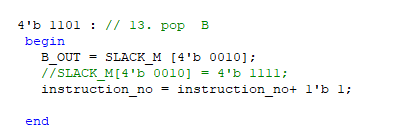 4'b 1101 : // 13. pop  B
begin
B_OUT = SLACK_M [4'b 0010];
//SLACK_M[4'b 0010] = 4'b 1111;
instruction_no = instruction_no+ 1'b 1;
end